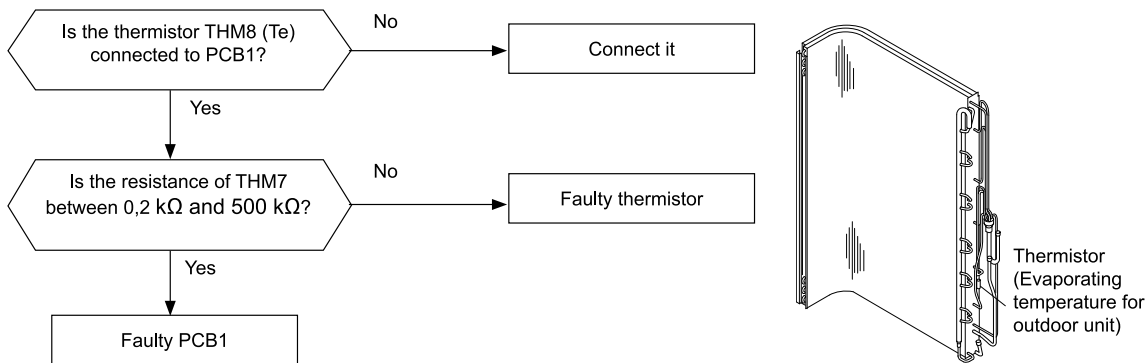 Is the thermistor THM8 (Te)
connected to PCB1?
No
Connect it
Yes
Is the resistance of THM7
between 0,2 kΩ and 500 kΩ?
No
Faulty thermistor
Yes
Faulty PCB1
Thermistor
(Evaporating
temperature for
outdoor unit)